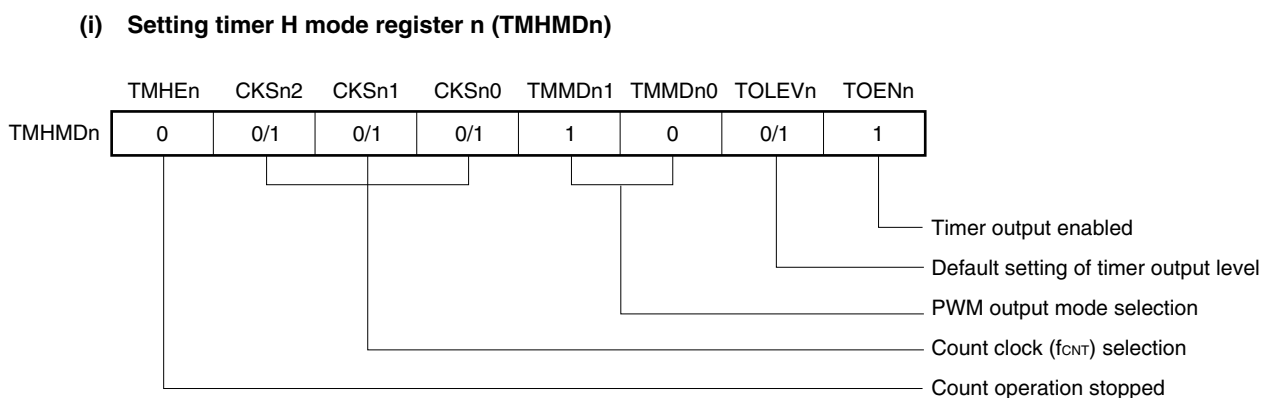 (i) Setting timer H mode register n (TMHMDn)
TMHEn CKSn2 CKSn1 CKSn0 TMMDn1 TMMDn0 TOLEVn TOENn
TMHMDn 0 0/1 0/1 0/1 1 0 0/1 1
Timer output enabled
Default setting of timer output level
PWM output mode selection
Count clock (fCNT) selection
Count operation stopped